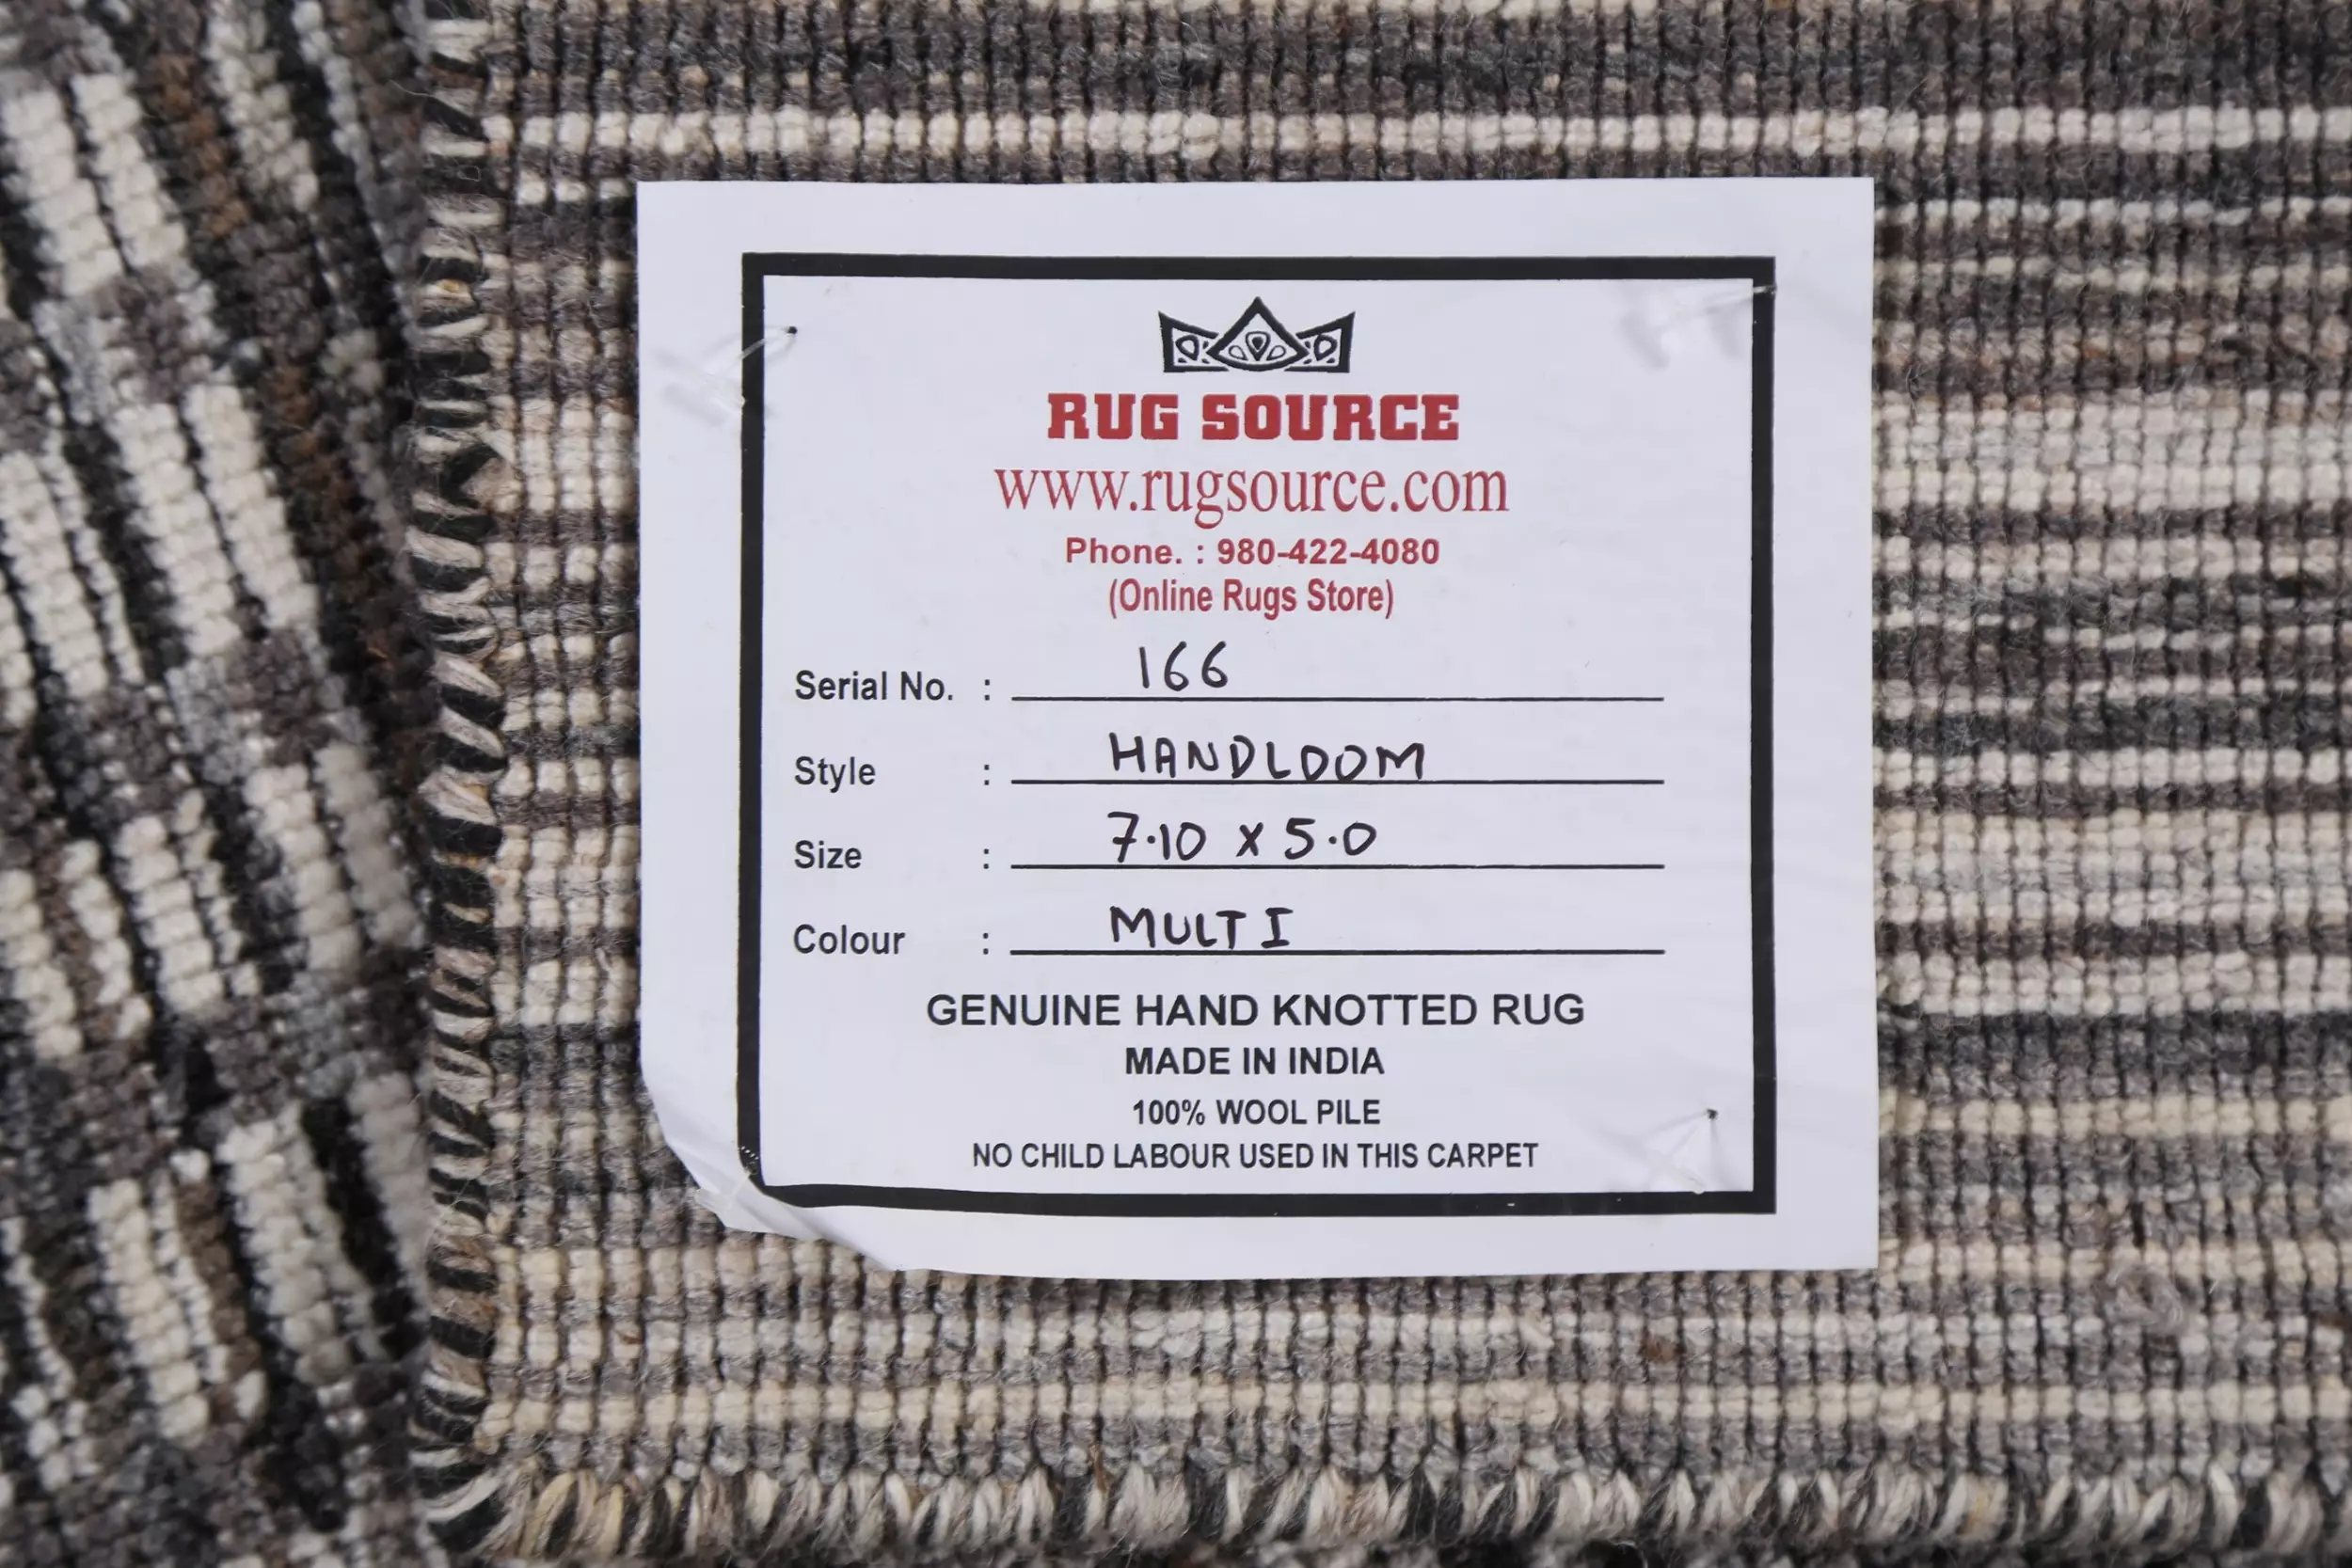 RUG SOURCE
www.rugsource.com
Phone. : 980-422-4080
(Online Rugs Store)
Serial No. : 166
Style : HANDLOOM
Size : 7.10 x 5.0
Colour : MULTI
GENUINE HAND KNOTTED RUG
MADE IN INDIA
100% WOOL PILE
NO CHILD LABOUR USED IN THIS CARPET